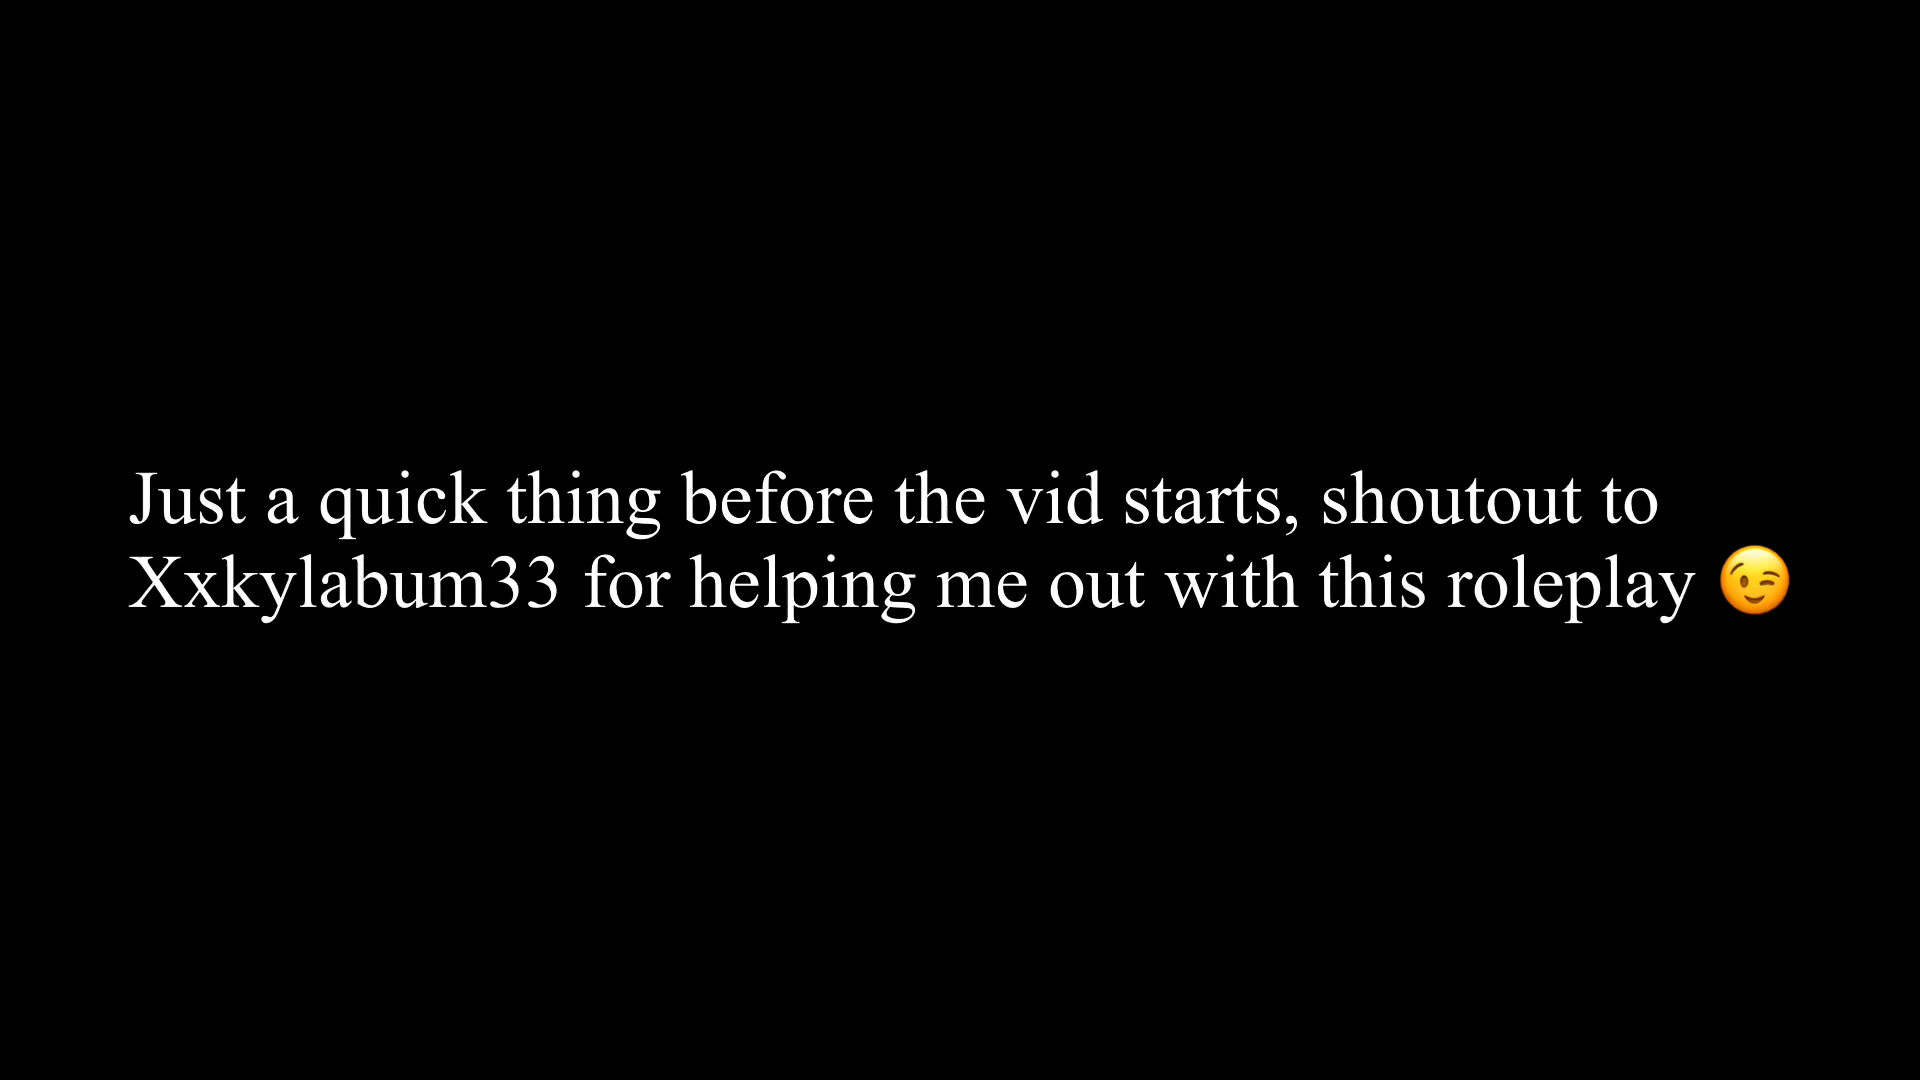 Just a quick thing before the vid starts, shoutout to
Xxkylabum33 for helping me out with this roleplay 😉